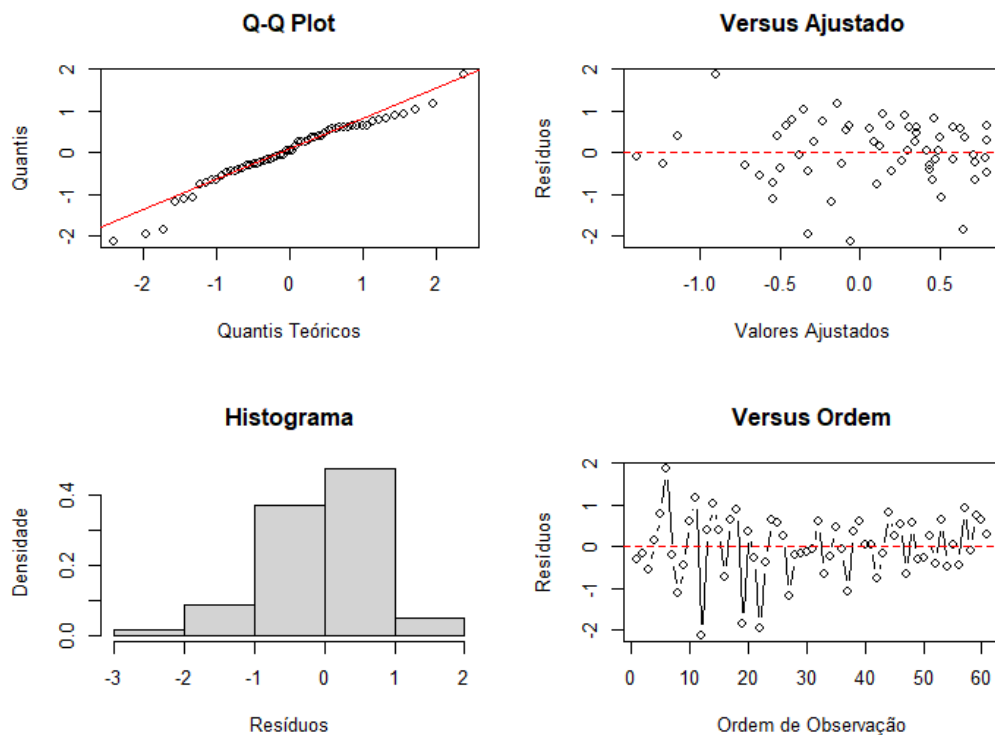 Q-Q Plot
Quantis
2
1
0
-1
-2
-2 -1 0 1 2
Quantis Teóricos
Versus Ajustado
Resíduos
2
1
0
-1
-2
-1.0 -0.5 0.0 0.5
Valores Ajustados
Histograma
Densidade
0.4
0.0
-3 -2 -1 0 1 2
Resíduos
Versus Ordem
Resíduos
2
1
0
-1
-2
0 10 20 30 40 50 60
Ordem de Observação